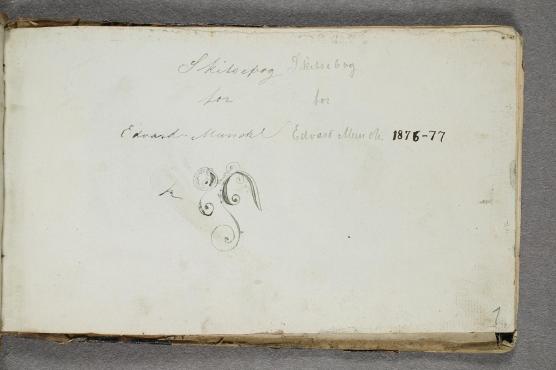 Skitsebog Skitsebog
for for
Edvard Munch Edvard Munch 1876-77
1